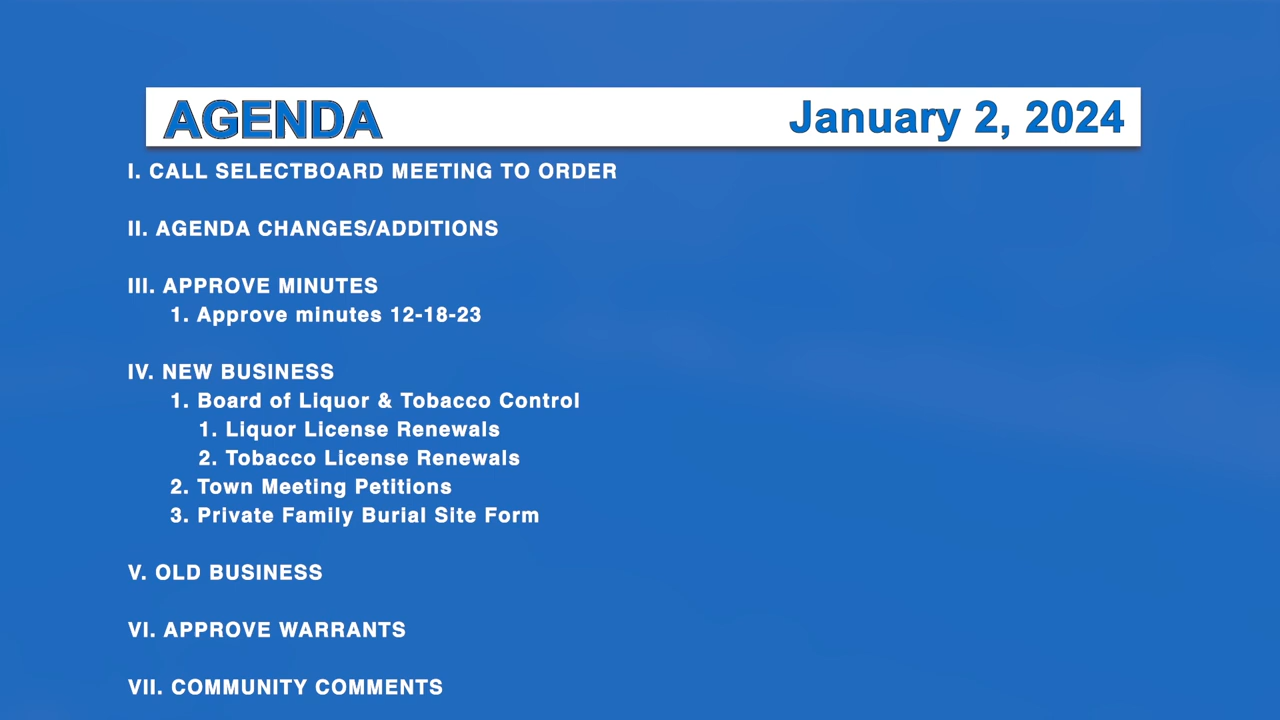 AGENDA January 2, 2024
I. CALL SELECTBOARD MEETING TO ORDER
II. AGENDA CHANGES/ADDITIONS
III. APPROVE MINUTES
1. Approve minutes 12-18-23
IV. NEW BUSINESS
1. Board of Liquor & Tobacco Control
1. Liquor License Renewals
2. Tobacco License Renewals
2. Town Meeting Petitions
3. Private Family Burial Site Form
V. OLD BUSINESS
VI. APPROVE WARRANTS
VII. COMMUNITY COMMENTS